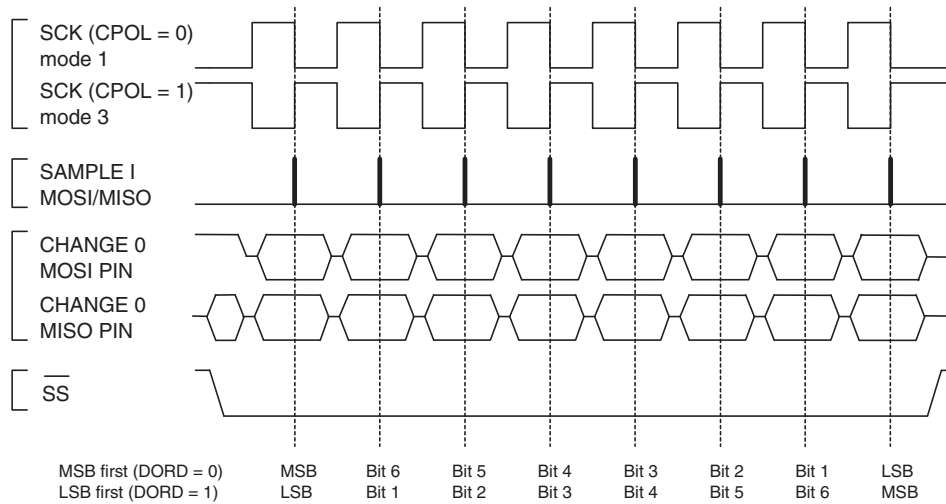 SCK (CPOL = 0)
mode 1
SCK (CPOL = 1)
mode 3
SAMPLE I
MOSI/MISO
CHANGE 0
MOSI PIN
CHANGE 0
MISO PIN
SS
MSB first (DORD = 0) MSB Bit 6 Bit 5 Bit 4 Bit 3 Bit 2 Bit 1 LSB
LSB first (DORD = 1) LSB Bit 1 Bit 2 Bit 3 Bit 4 Bit 5 Bit 6 MSB